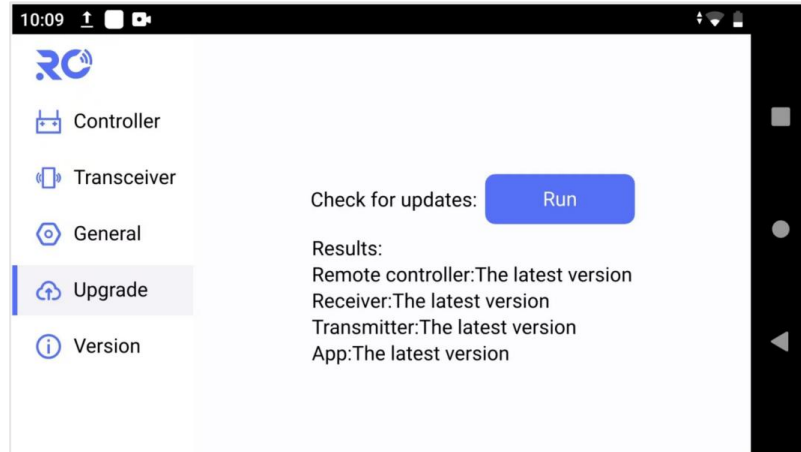 10:09
RC
Controller
Transceiver
General
Upgrade
Version
Check for updates: Run
Results:
Remote controller:The latest version
Receiver:The latest version
Transmitter:The latest version
App:The latest version